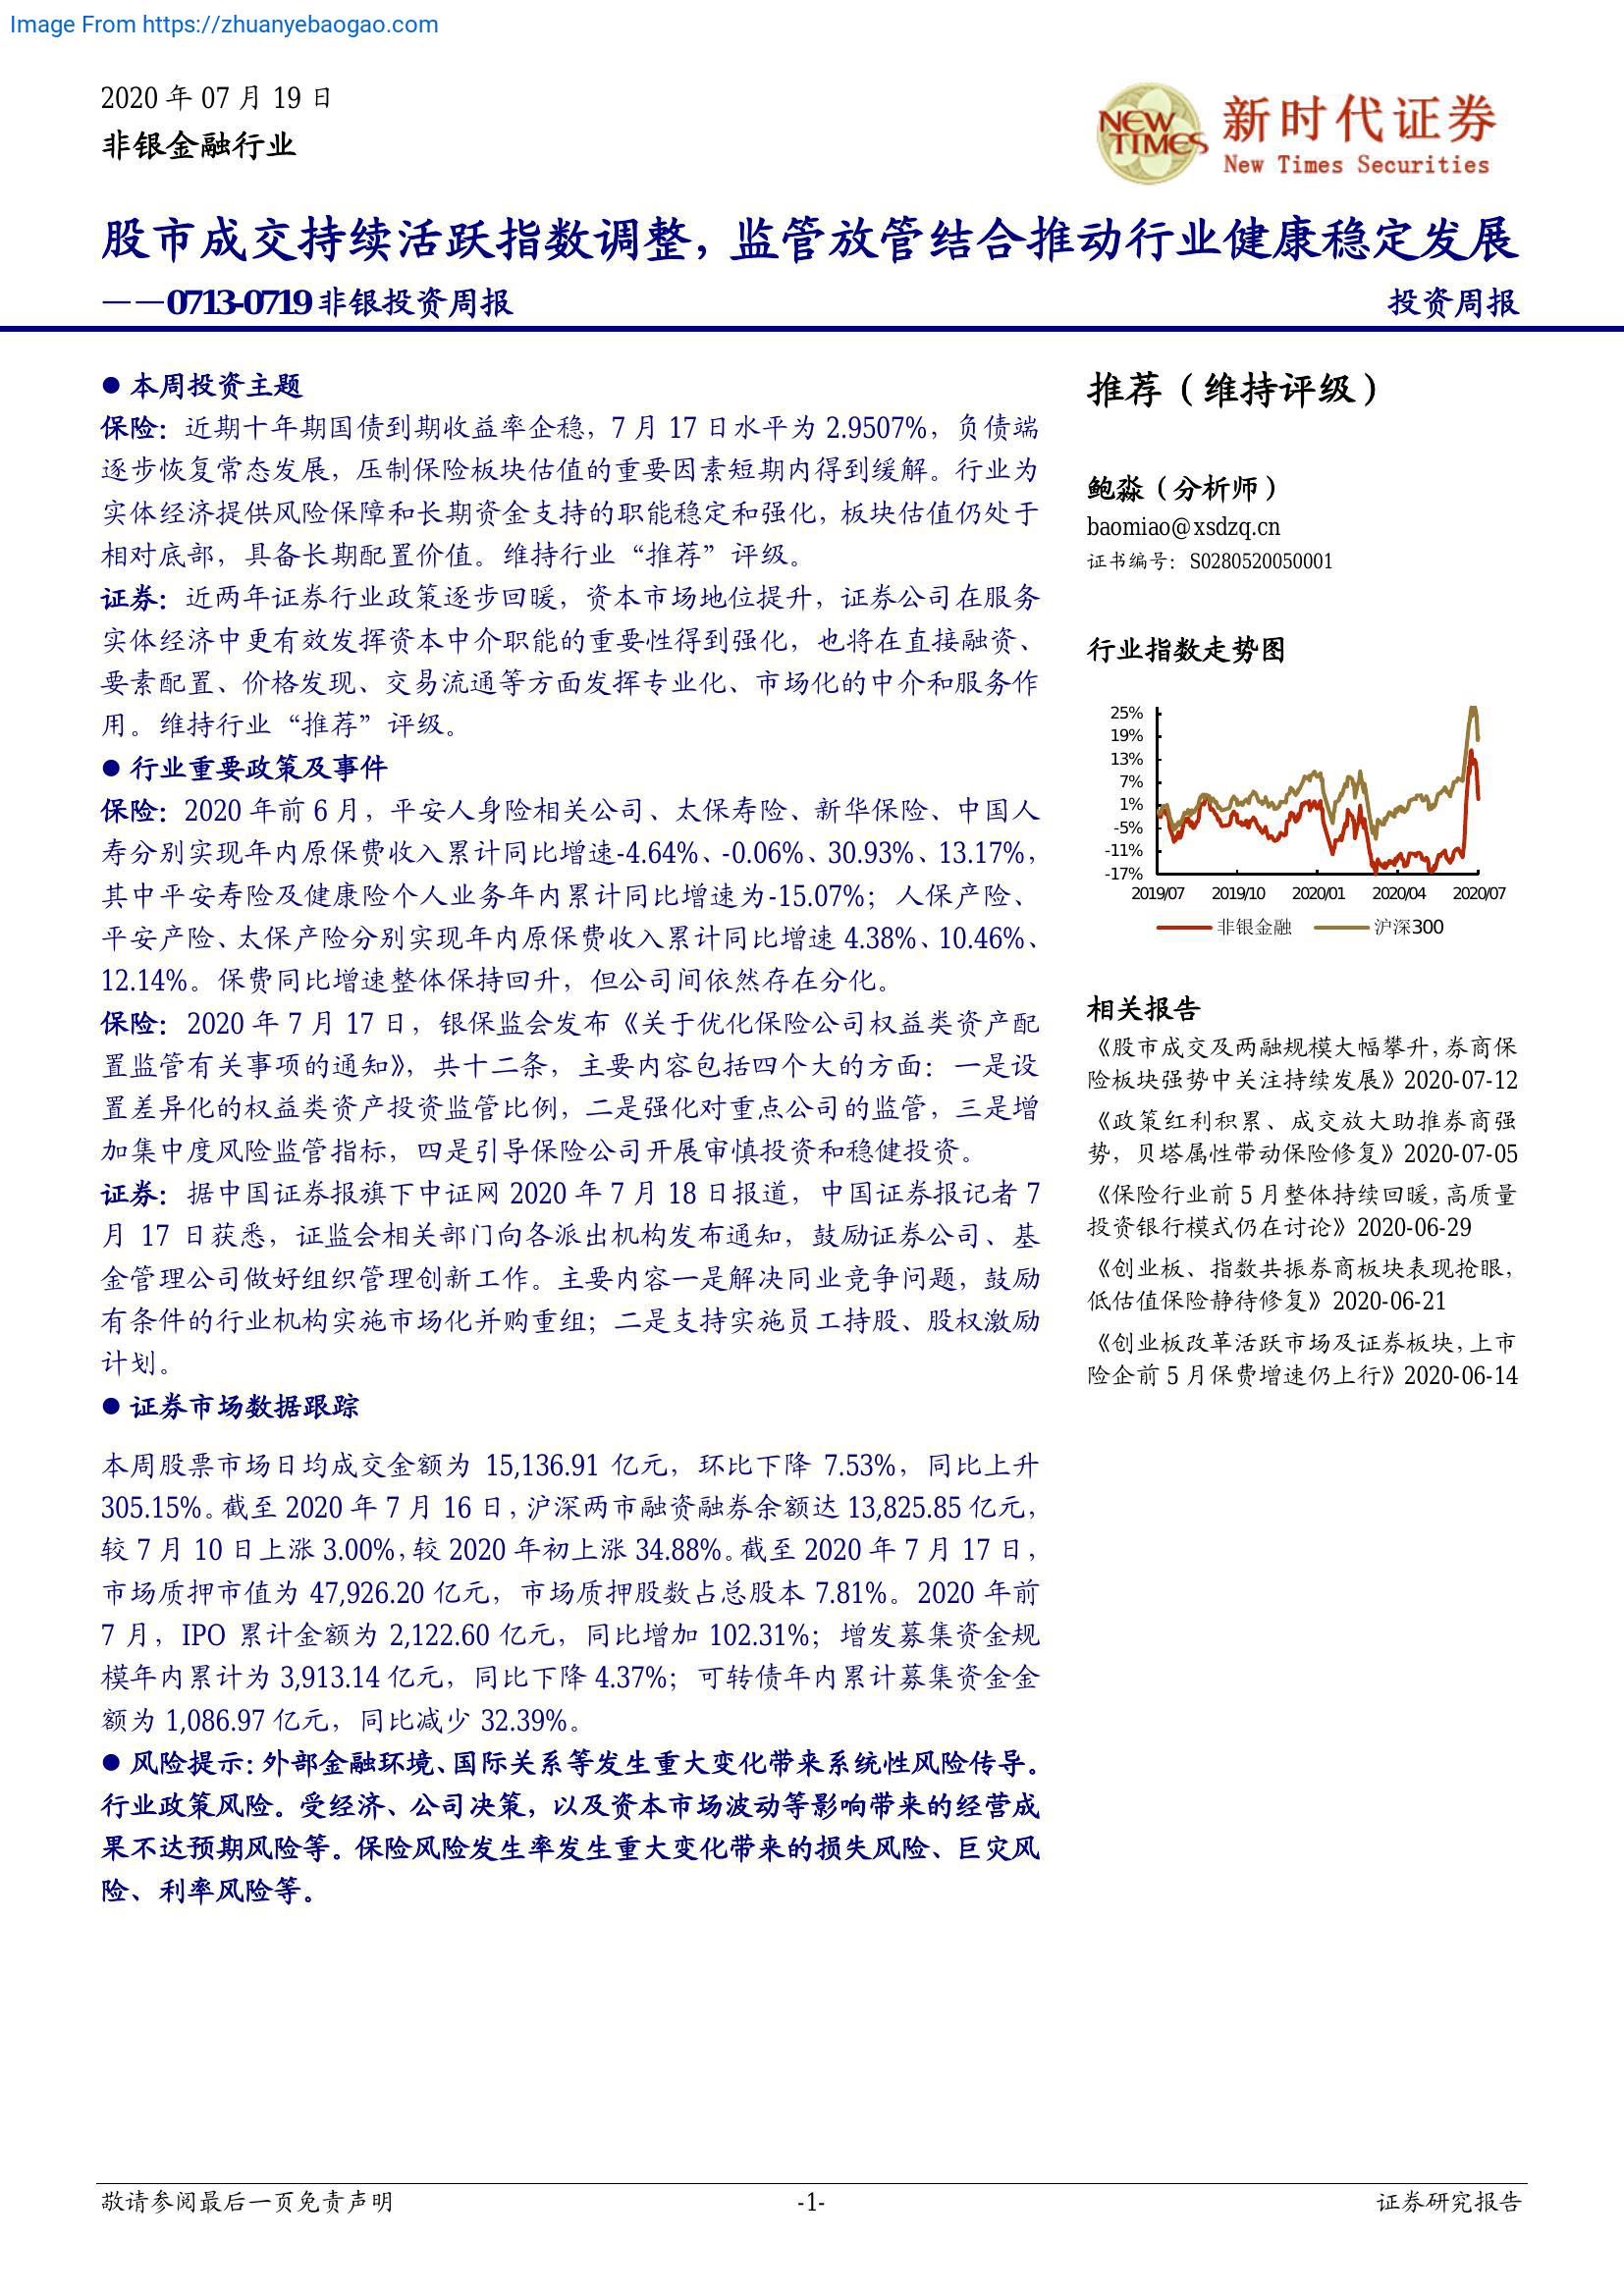 Image From https://zhuanyebaogao.com
2020 年 07 月 19 日
非银金融行业
NEW TIMES
新时代证券
New Times Securities
股市成交持续活跃指数调整，监管放管结合推动行业健康稳定发展
——0713-0719非银投资周报
投资周报
● 本周投资主题
保险：近期十年期国债到期收益率企稳，7 月 17 日水平为 2.9507%，负债端
逐步恢复常态发展，压制保险板块估值的重要因素短期内得到缓解。行业为
实体经济提供风险保障和长期资金支持的职能稳定和强化，板块估值仍处于
相对底部，具备长期配置价值。维持行业“推荐”评级。
证券：近两年证券行业政策逐步回暖，资本市场地位提升，证券公司在服务
实体经济中更有效发挥资本中介职能的重要性得到强化，也将在直接融资、
要素配置、价格发现、交易流通等方面发挥专业化、市场化的中介和服务作
用。维持行业“推荐”评级。
● 行业重要政策及事件
保险：2020 年前 6 月，平安人身险相关公司、太保寿险、新华保险、中国人
寿分别实现年内原保费收入累计同比增速-4.64%、-0.06%、30.93%、13.17%，
其中平安寿险及健康险个人业务年内累计同比增速为-15.07%；人保产险、
平安产险、太保产险分别实现年内原保费收入累计同比增速 4.38%、10.46%、
12.14%。保费同比增速整体保持回升，但公司间依然存在分化。
保险：2020 年 7 月 17 日，银保监会发布《关于优化保险公司权益类资产配
置监管有关事项的通知》，共十二条，主要内容包括四个大的方面：一是设
置差异化的权益类资产投资监管比例，二是强化对重点公司的监管，三是增
加集中度风险监管指标，四是引导保险公司开展审慎投资和稳健投资。
证券：据中国证券报旗下中证网 2020 年 7 月 18 日报道，中国证券报记者 7
月 17 日获悉，证监会相关部门向各派出机构发布通知，鼓励证券公司、基
金管理公司做好组织管理创新工作。主要内容一是解决同业竞争问题，鼓励
有条件的行业机构实施市场化并购重组；二是支持实施员工持股、股权激励
计划。
● 证券市场数据跟踪
本周股票市场日均成交金额为 15,136.91 亿元，环比下降 7.53%，同比上升
305.15%。截至 2020 年 7 月 16 日，沪深两市融资融券余额达 13,825.85 亿元，
较 7 月 10 日上涨 3.00%，较 2020 年初上涨 34.88%。截至 2020 年 7 月 17 日，
市场质押市值为 47,926.20 亿元，市场质押股数占总股本 7.81%。2020 年前
7 月，IPO 累计金额为 2,122.60 亿元，同比增加 102.31%；增发募集资金规
模年内累计为 3,913.14 亿元，同比下降 4.37%；可转债年内累计募集资金金
额为 1,086.97 亿元，同比减少 32.39%。
● 风险提示：外部金融环境、国际关系等发生重大变化带来系统性风险传导。
行业政策风险。受经济、公司决策，以及资本市场波动等影响带来的经营成
果不达预期风险等。保险风险发生率发生重大变化带来的损失风险、巨灾风
险、利率风险等。
推荐（维持评级）
鲍淼（分析师）
baomiao@xsdzq.cn
证书编号：S0280520050001
行业指数走势图
25%
19%
13%
7%
1%
-5%
-11%
-17%
2019/07 2019/10 2020/01 2020/04 2020/07
非银金融 沪深300
相关报告
《股市成交及两融规模大幅攀升，券商保
险板块强势中关注持续发展》2020-07-12
《政策红利积累、成交放大助推券商强
势，贝塔属性带动保险修复》2020-07-05
《保险行业前 5 月整体持续回暖，高质量
投资银行模式仍在讨论》2020-06-29
《创业板、指数共振券商板块表现抢眼，
低估值保险静待修复》2020-06-21
《创业板改革活跃市场及证券板块，上市
险企前 5 月保费增速仍上行》2020-06-14
敬请参阅最后一页免责声明
-1-
证券研究报告